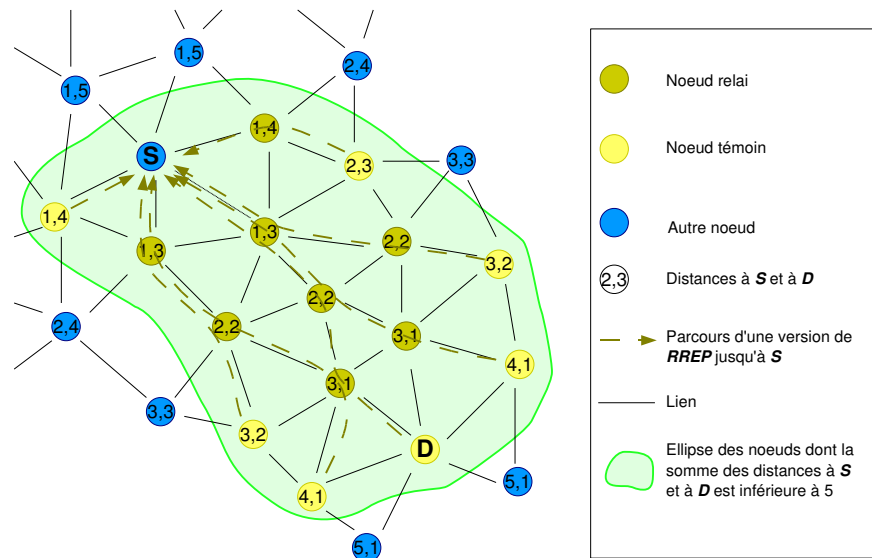 1,5
2,4
1,5
1,4
S
2,3
3,3
1,4
1,3
1,3
2,2
3,2
2,2
2,4
2,2
3,1
4,1
3,1
3,3
3,2
D
5,1
4,1
5,1
Noeud relai
Noeud témoin
Autre noeud
2,3
Distances à S et à D
Parcours d'une version de
RREP jusqu'à S
Lien
Ellipse des noeuds dont la
somme des distances à S
et à D est inférieure à 5